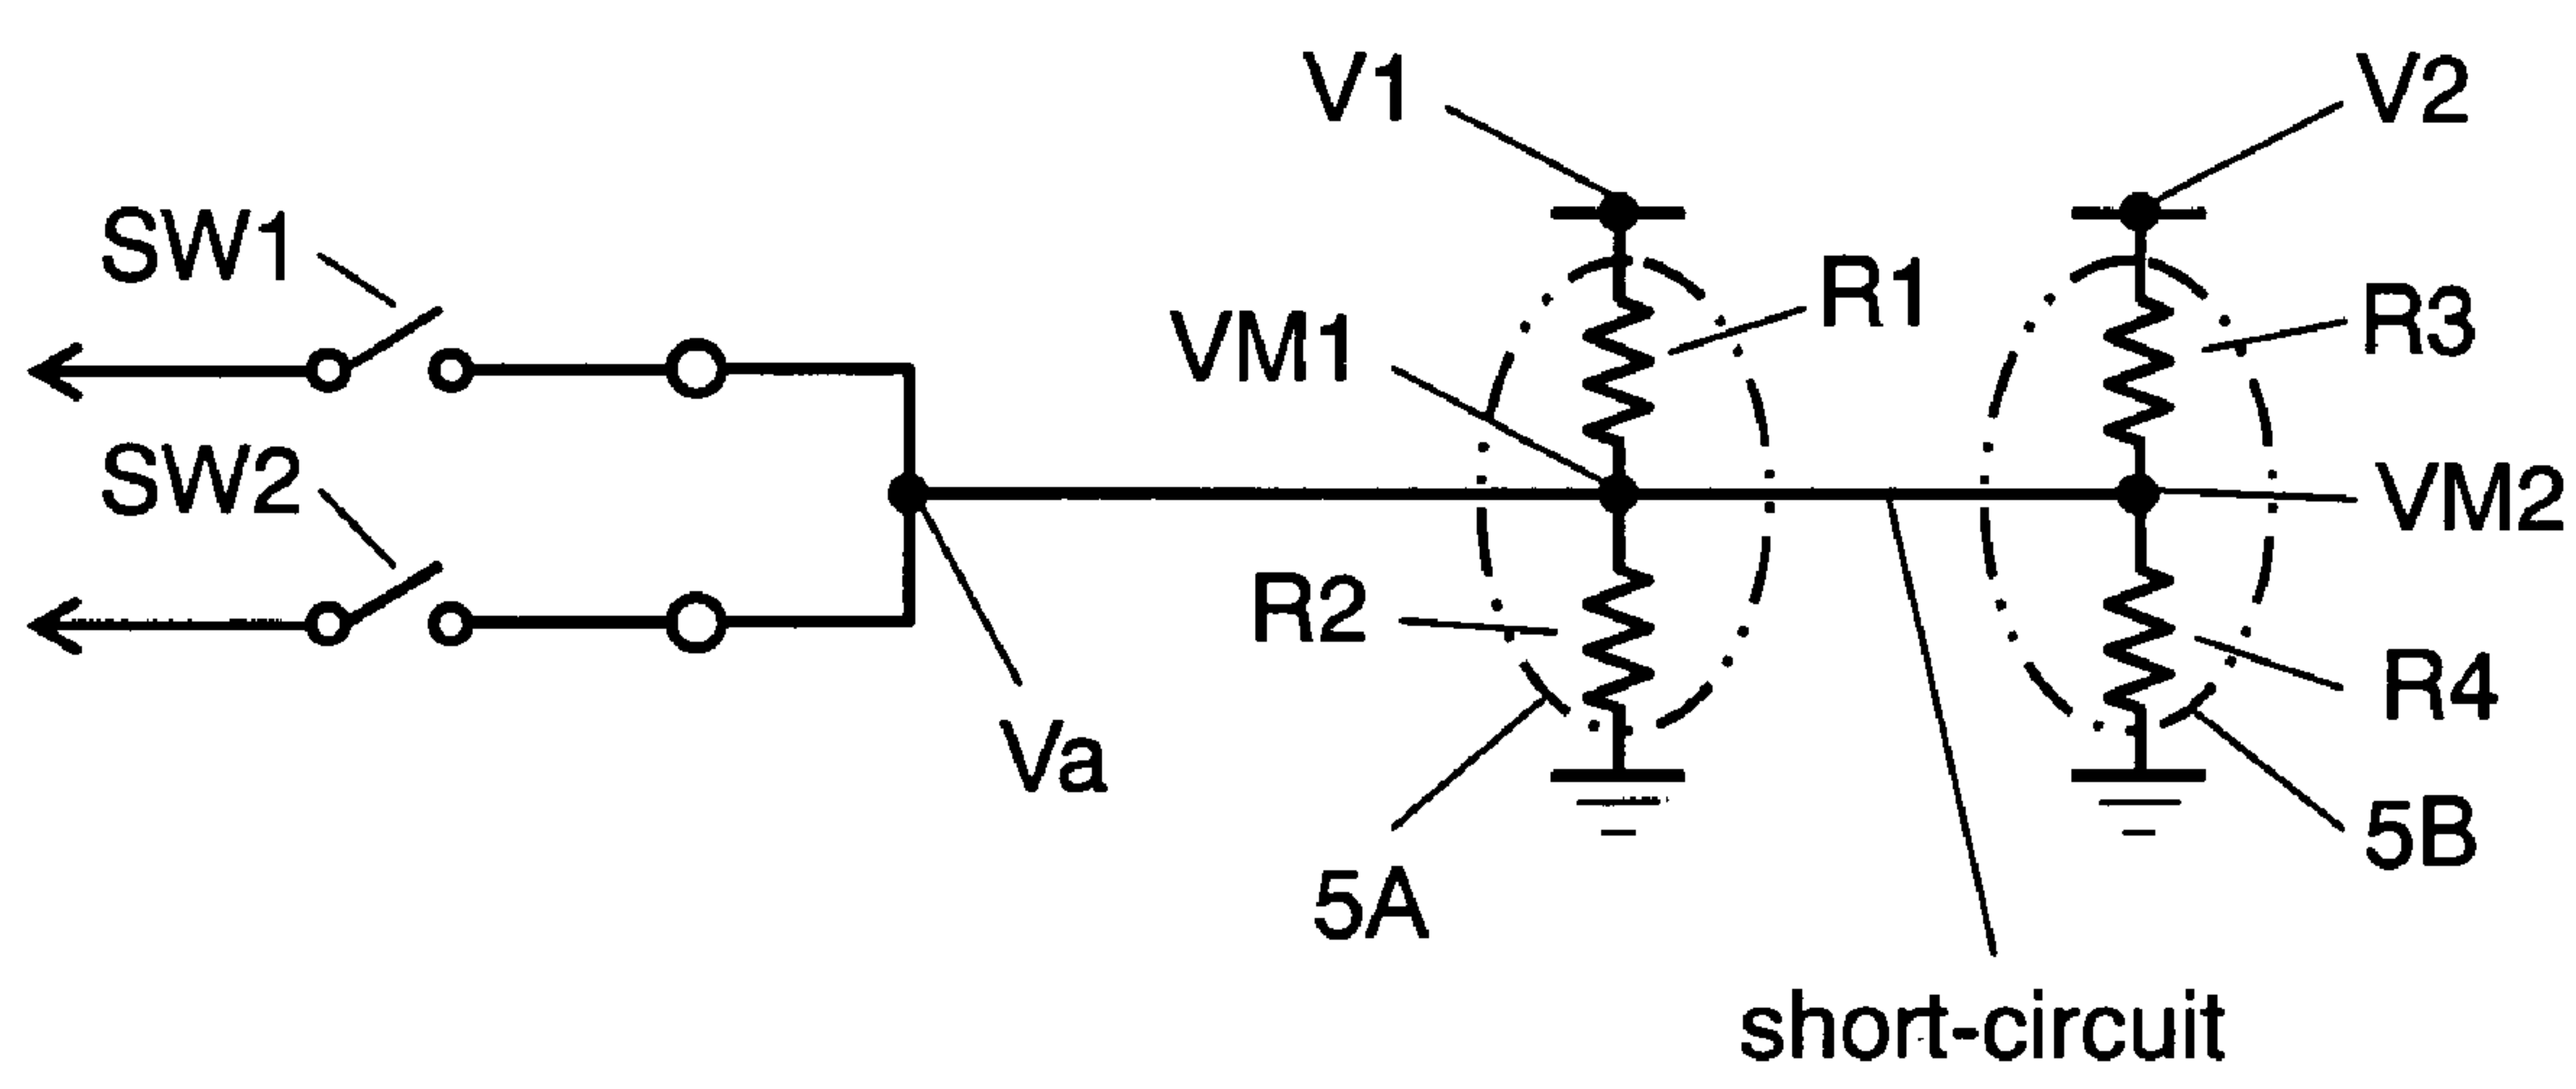 V1
V2
SW1
R1
R3
VM1
SW2
VM2
R2
R4
Va
5B
5A
short-circuit